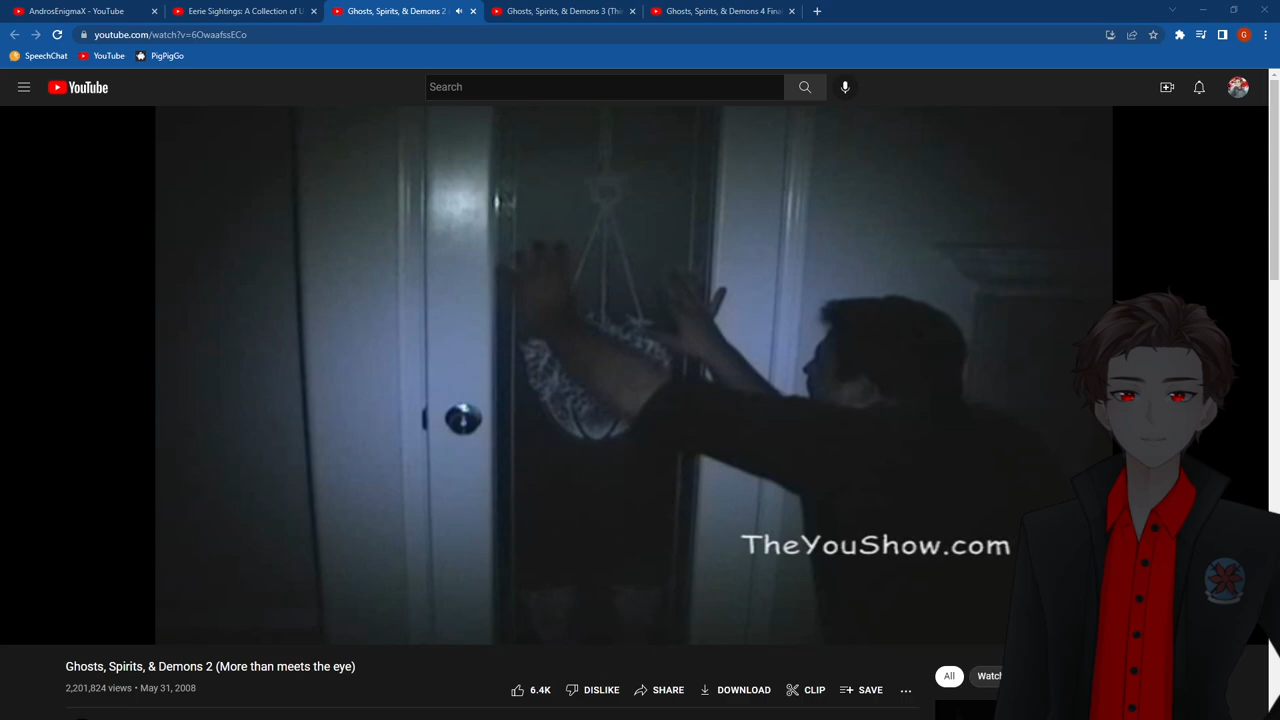 AndrosEnigmaX - YouTube
Eerie Sightings: A Collection of U
Ghosts, Spirits, & Demons 2
Ghosts, Spirits, & Demons 3 (Thi
Ghosts, Spirits, & Demons 4 Fina
youtube.com/watch?v=6OwaafssECo
G
SpeechChat
YouTube
PigPigGo
YouTube
Search
TheYouShow.com
Ghosts, Spirits, & Demons 2 (More than meets the eye)
2,201,824 views • May 31, 2008
6.4K
DISLIKE
SHARE
DOWNLOAD
CLIP
SAVE
All
Watch